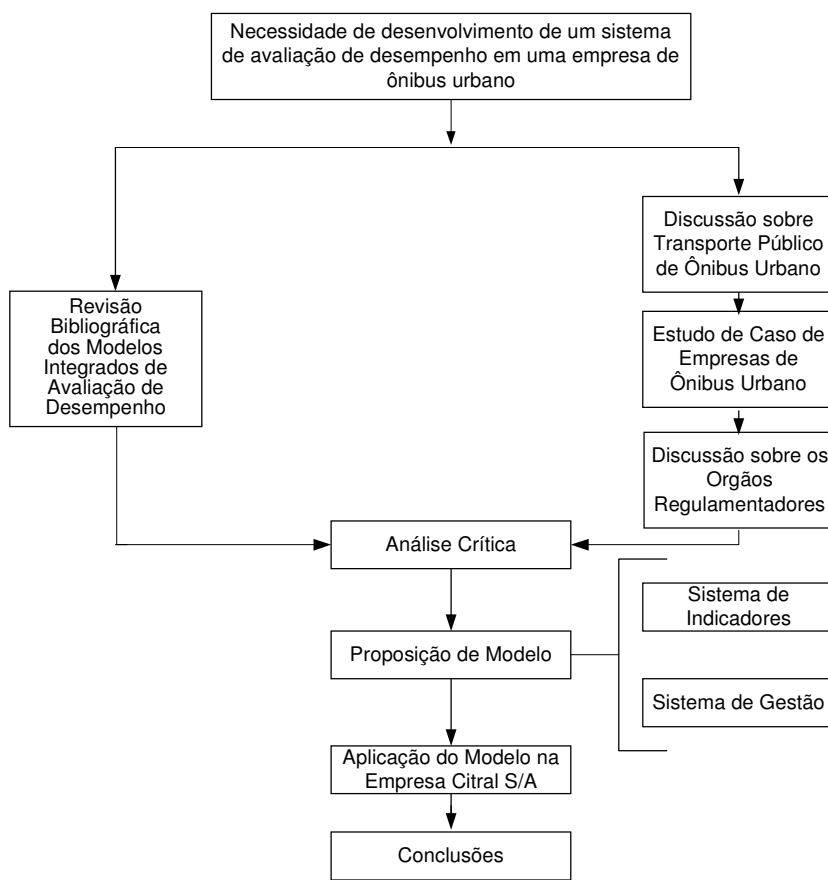 Necessidade de desenvolvimento de um sistema
de avaliação de desempenho em uma empresa de
ônibus urbano
Discussão sobre
Transporte Público
de Ônibus Urbano
Revisão
Bibliográfica
dos Modelos
Integrados de
Avaliação de
Desempenho
Estudo de Caso de
Empresas de
Ônibus Urbano
Discussão sobre os
Orgãos
Regulamentadores
Análise Crítica
Sistema de
Indicadores
Proposição de Modelo
Sistema de Gestão
Aplicação do Modelo na
Empresa Citral S/A
Conclusões